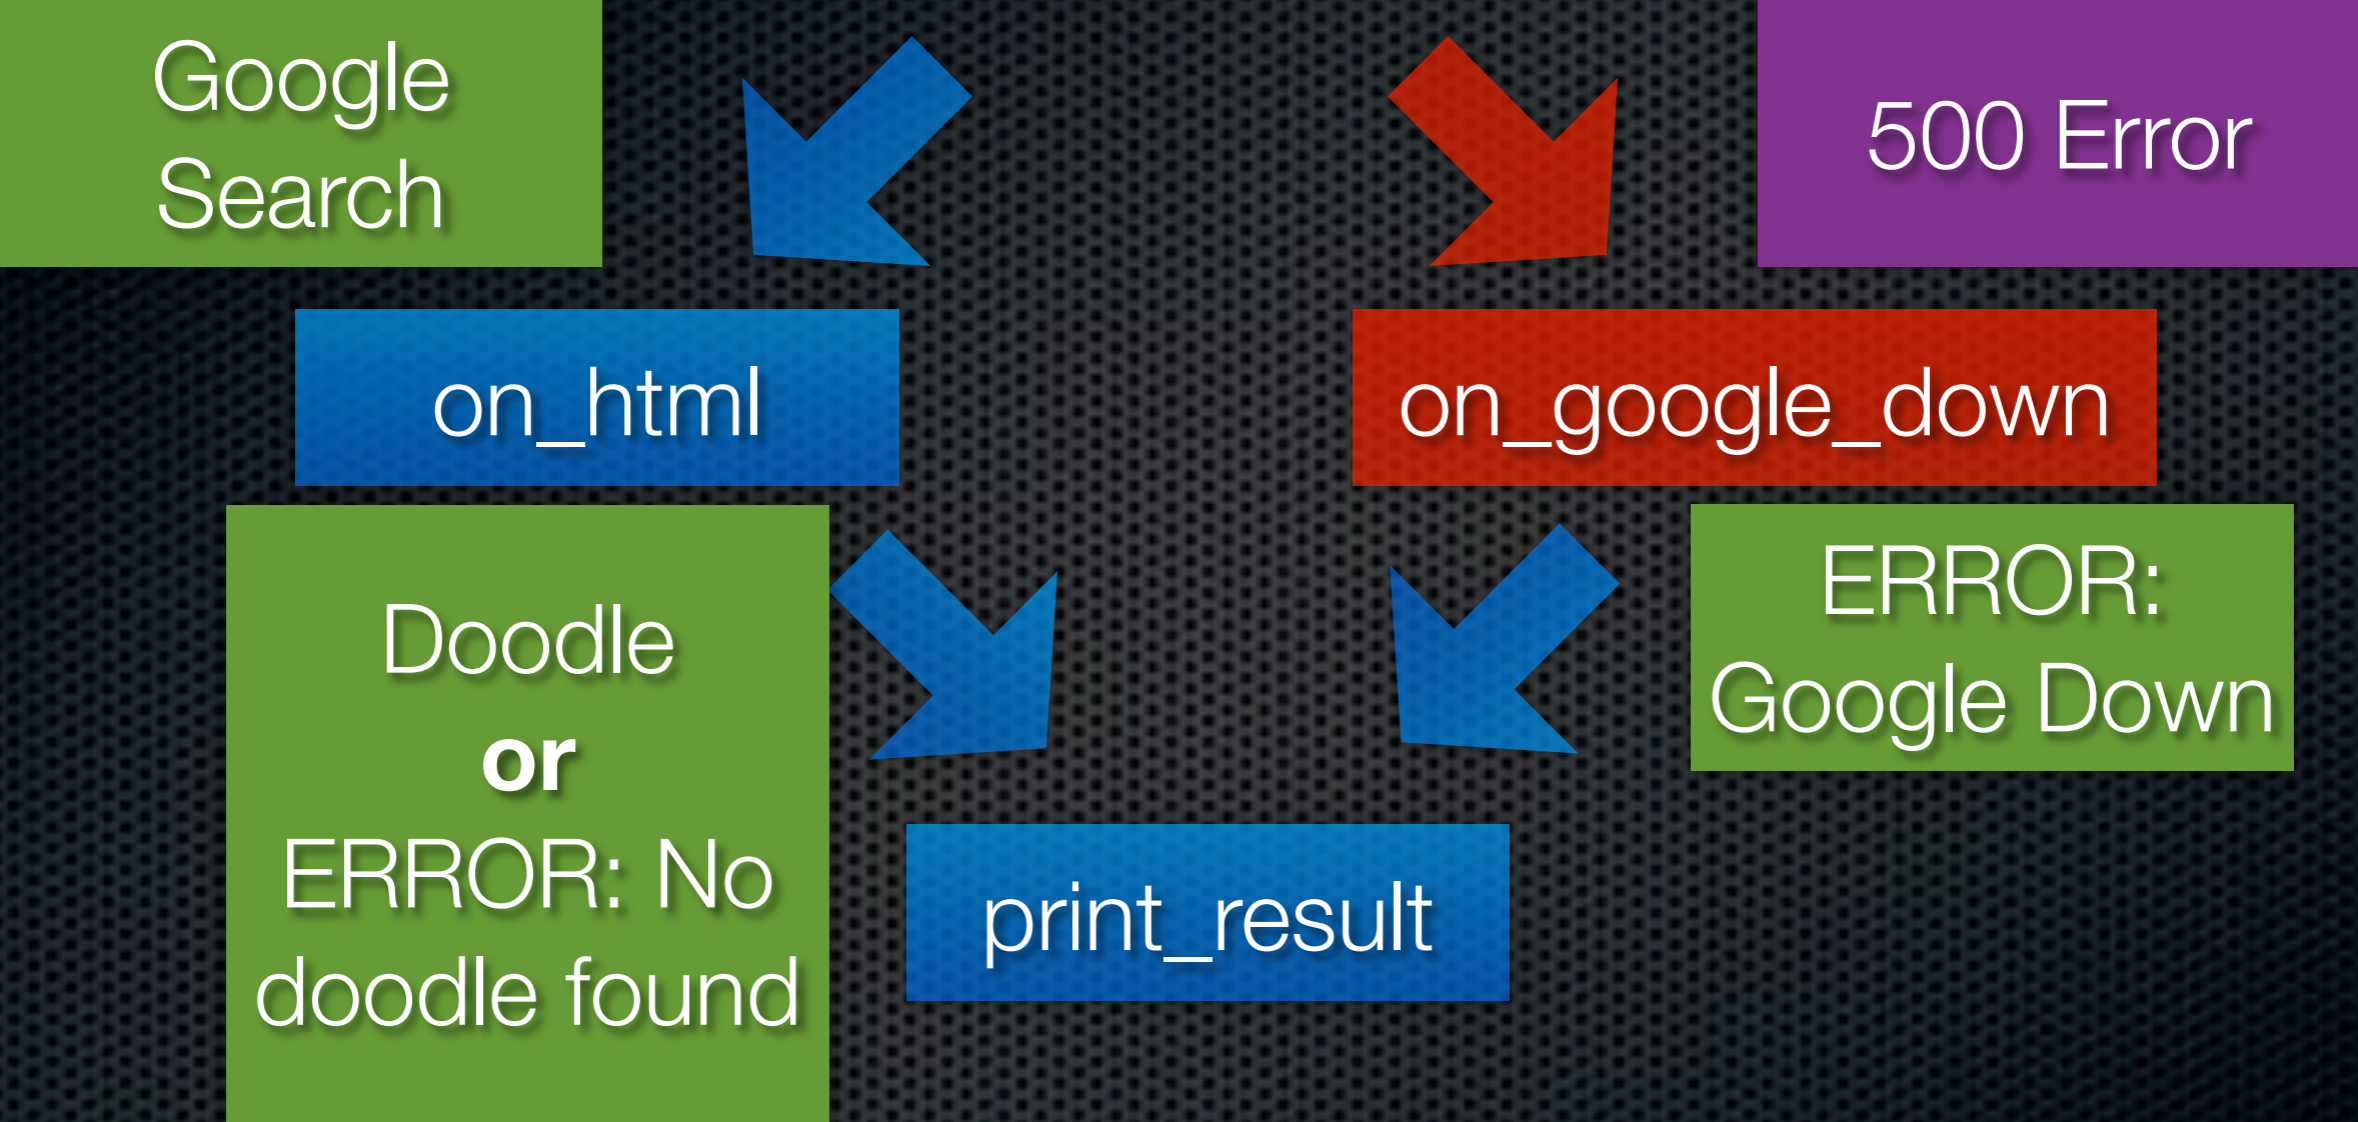 Google
Search
500 Error
on_html
on_google_down
Doodle
or
ERROR: No
doodle found
ERROR:
Google Down
print_result